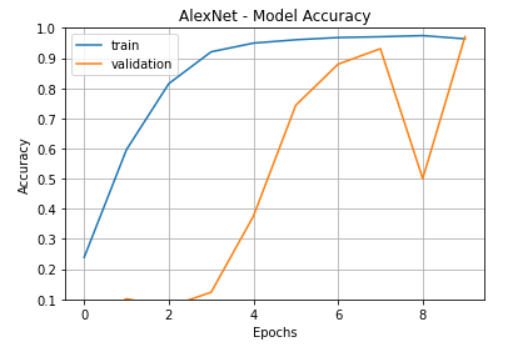 AlexNet - Model Accuracy
train
validation
1.0
0.9
0.8
0.7
0.6
0.5
0.4
0.3
0.2
0.1
Accuracy
0 2 4 6 8
Epochs